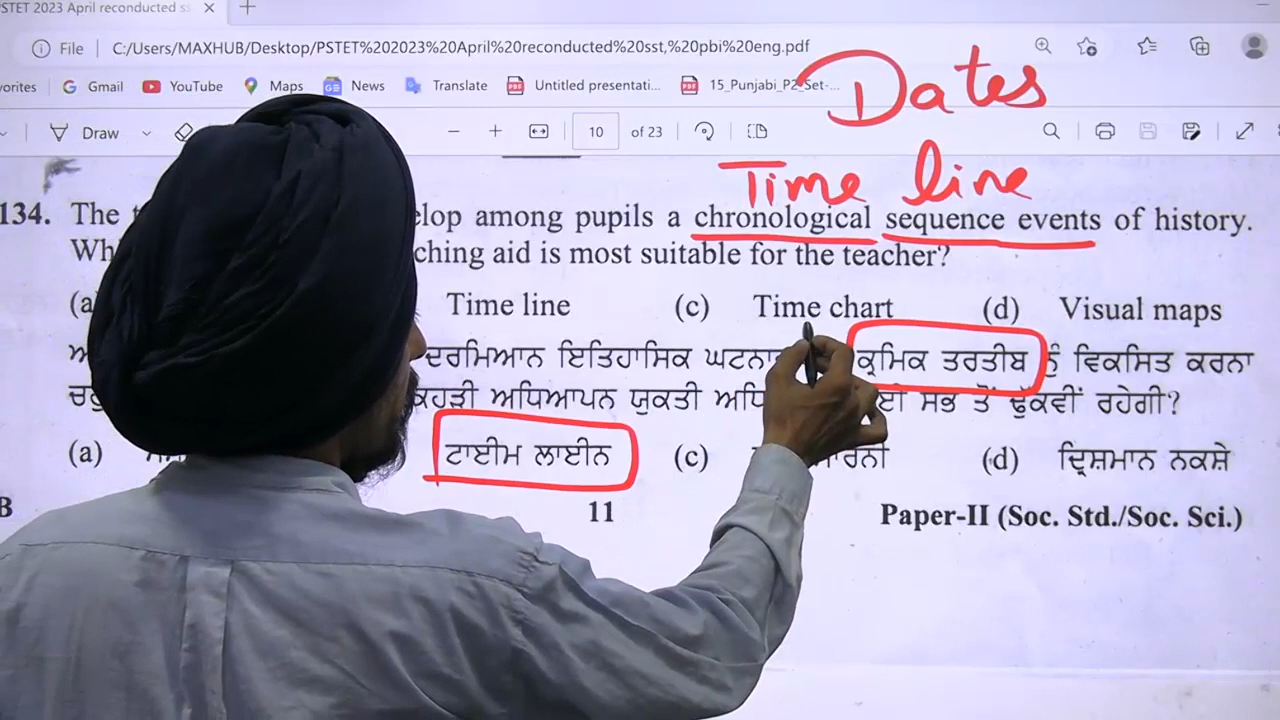 PSTET 2023 April reconducted ss
File C:/Users/MAXHUB/Desktop/PSTET%202023%20April%20reconducted%20sst,%20pbi%20eng.pdf
Dates
Gmail YouTube Maps News Translate Untitled presentati... 15_Punjabi_P2_Set-...
Draw 10 of 23
Time line
134. The elop among pupils a chronological sequence events of history.
ching aid is most suitable for the teacher?
(a) Time line (c) Time chart (d) Visual maps
ਦਰਮਿਆਨ ਇਤਿਹਾਸਿਕ ਕ੍ਰਮਿਕ ਤਰਤੀਬ ਨੂੰ ਵਿਕਸਿਤ ਕਰਨਾ
ਅਧਿਆਪਨ ਯੁਕਤੀ ਸਭ ਤੋਂ ਢੁੱਕਵੀਂ ਰਹੇਗੀ?
(a) ਟਾਈਮ ਲਾਈਨ (c) (d) ਦ੍ਰਿਸ਼ਮਾਨ ਨਕਸ਼ੇ
B 11 Paper-II (Soc. Std./Soc. Sci.)